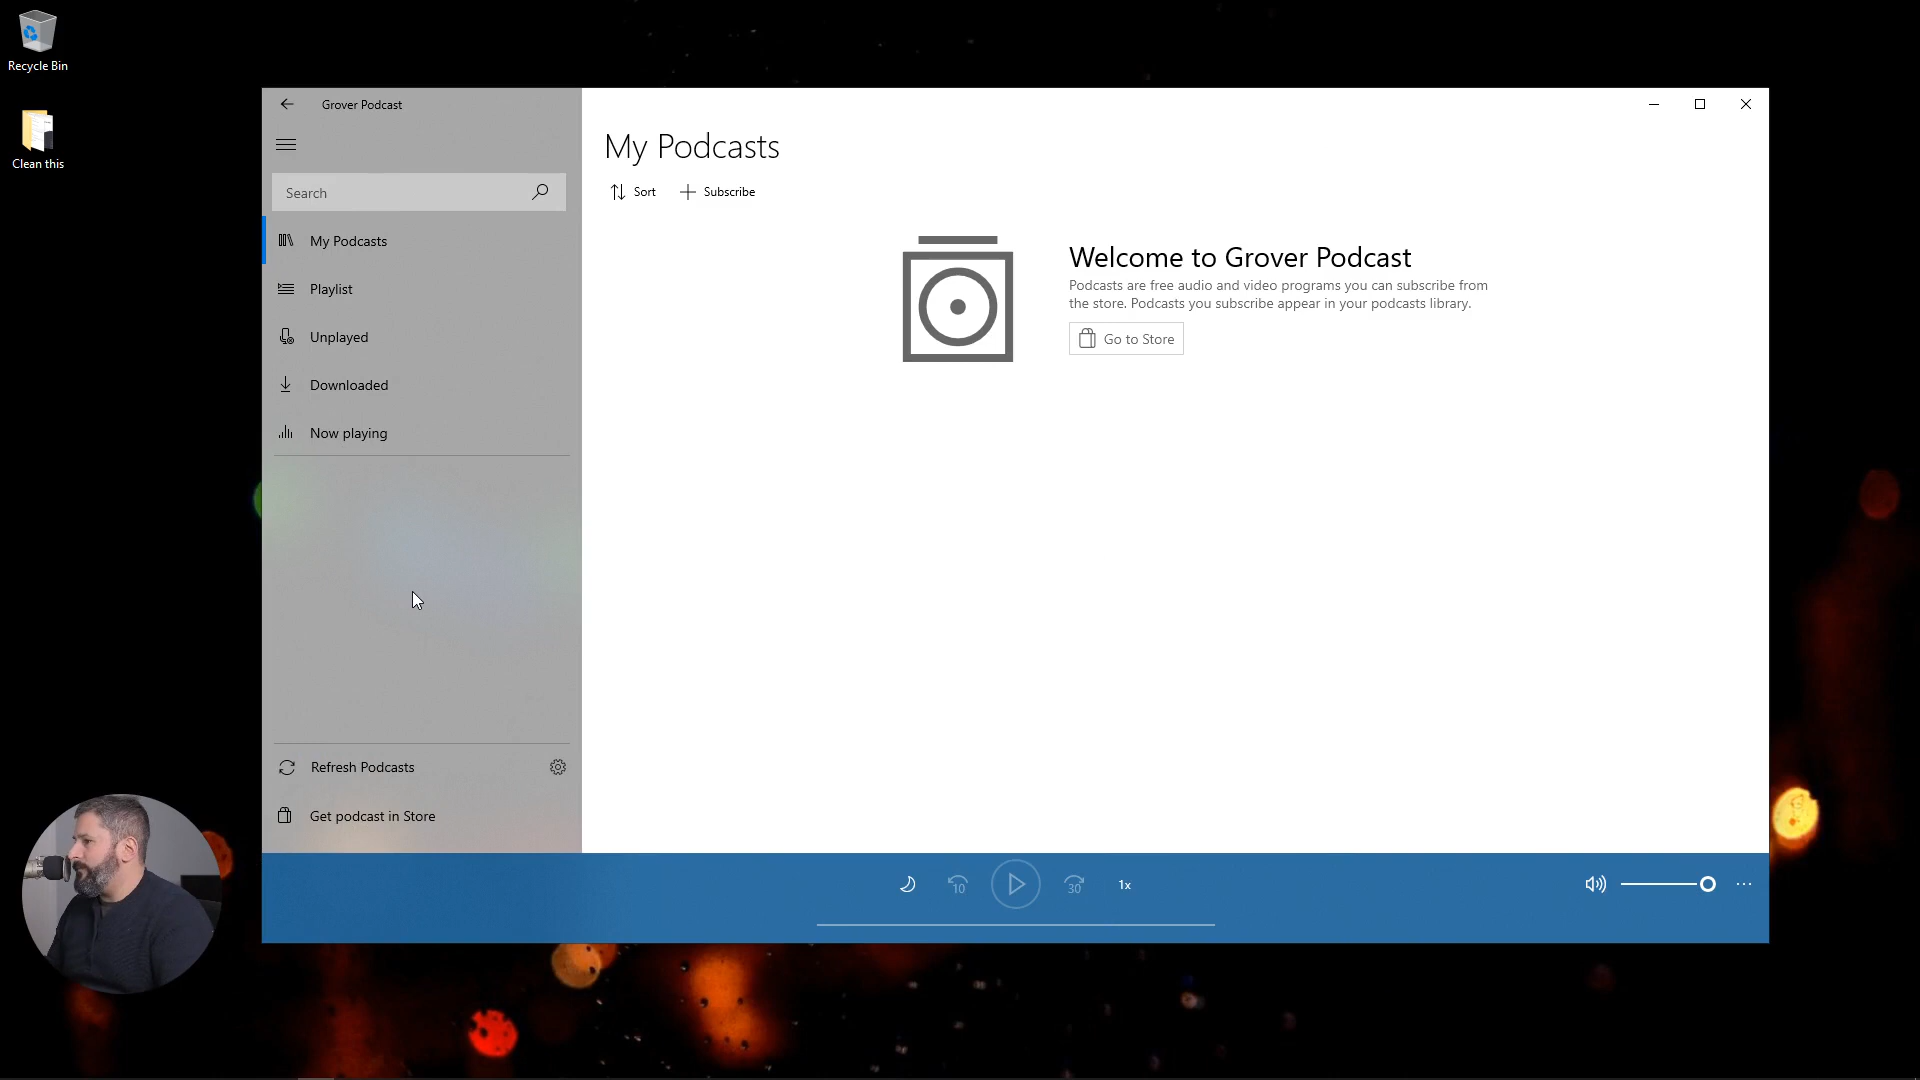 Recycle Bin
Clean this
Grover Podcast
Search
My Podcasts
Playlist
Unplayed
Downloaded
Now playing
Refresh Podcasts
Get podcast in Store
My Podcasts
Sort
Subscribe
Welcome to Grover Podcast
Podcasts are free audio and video programs you can subscribe from
the store. Podcasts you subscribe appear in your podcasts library.
Go to Store
10
30
1x